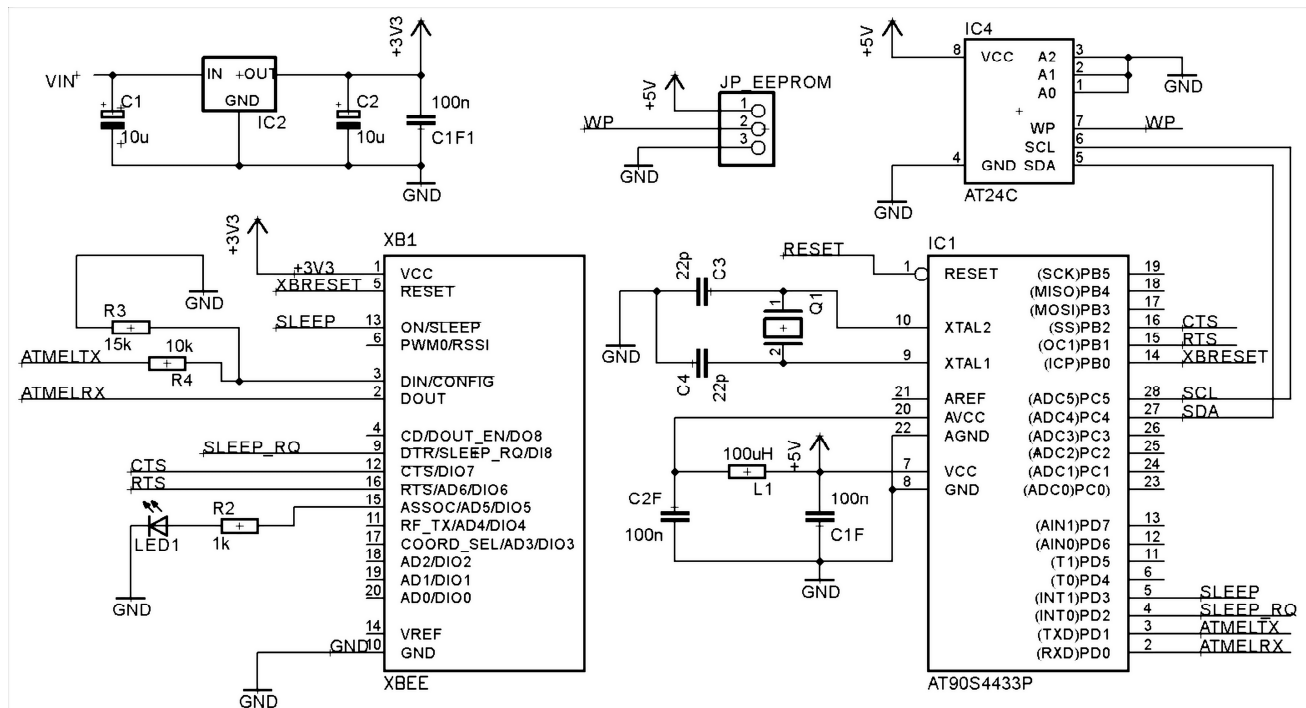 VIN
IN
+OUT
GND
IC2
C1
10u
C2
10u
+3V3
100n
C1F1
GND
JP_EEPROM
+5V
1
2
3
WP
GND
IC4
+5V
8
VCC
GND
4
GND
A2 3
A1 2
A0 1
GND
WP 7 WP
SCL 6
SDA 5
AT24C
XB1
+3V3
+3V3 1 VCC
XBRESET 5 RESET
SLEEP 13 ON/SLEEP
6 PWM0/RSSI
GND
R3
15k
ATMELTX
10k
R4
3 DIN/CONFIG
ATMELRX 2 DOUT
4 CD/DOUT_EN/DO8
SLEEP_RQ 9 DTR/SLEEP_RQ/DI8
CTS 12 CTS/DIO7
RTS 16 RTS/AD6/DIO6
15 ASSOC/AD5/DIO5
R2
1k
LED1
GND
11 RF_TX/AD4/DIO4
17 COORD_SEL/AD3/DIO3
18 AD2/DIO2
19 AD1/DIO1
20 AD0/DIO0
14 VREF
GND 10 GND
GND
XBEE
IC1
RESET 1 RESET
22p
C3
GND
C4
22p
1
Q1
2
10 XTAL2
9 XTAL1
21 AREF
20 AVCC
22 AGND
7 VCC
8 GND
100uH
L1
+5V
C2F
100n
100n
C1F
GND
(SCK)PB5 19
(MISO)PB4 18
(MOSI)PB3 17
(SS)PB2 16 CTS
(OC1)PB1 15 RTS
(ICP)PB0 14 XBRESET
(ADC5)PC5 28 SCL
(ADC4)PC4 27 SDA
(ADC3)PC3 26
(ADC2)PC2 25
(ADC1)PC1 24
(ADC0)PC0 23
(AIN1)PD7 13
(AIN0)PD6 12
(T1)PD5 11
(T0)PD4 6
(INT1)PD3 5 SLEEP
(INT0)PD2 4 SLEEP_RQ
(TXD)PD1 3 ATMELTX
(RXD)PD0 2 ATMELRX
AT90S4433P